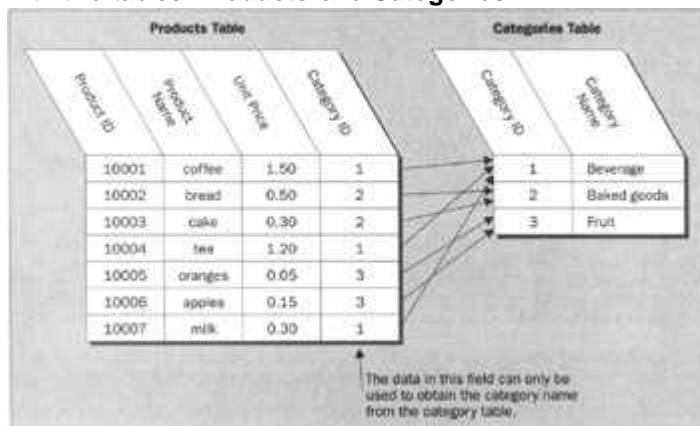 Products Table
Categories Table
Product ID
Product
Name
Unit Price
Category ID
Category ID
Category
Name
10001 coffee 1.50 1
10002 bread 0.50 2
10003 cake 0.30 2
10004 tea 1.20 1
10005 oranges 0.05 3
10006 apples 0.15 3
10007 milk 0.30 1
1 Beverage
2 Baked goods
3 Fruit
The data in this field can only be
used to obtain the category name
from the category table.